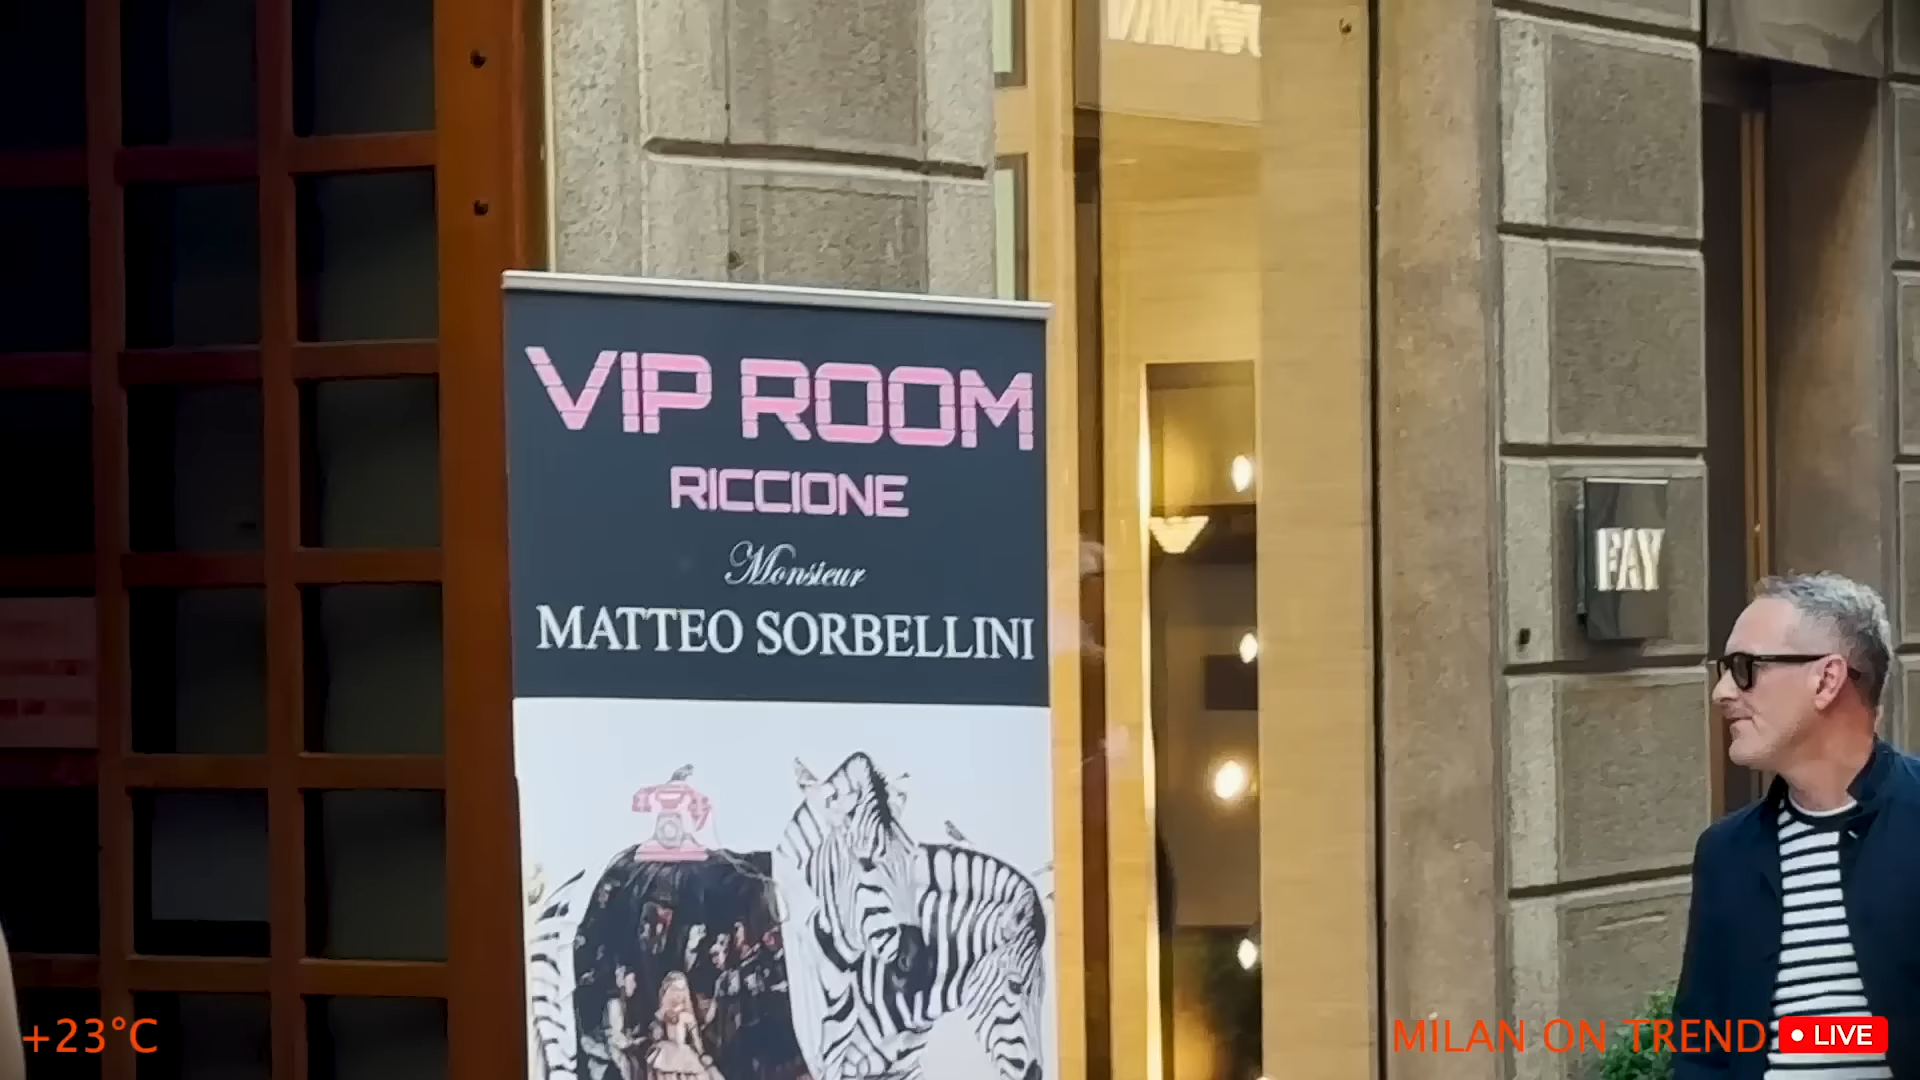 VIP ROOM
RICCIONE
Monsieur
MATTEO SORBELLINI
FAY
+23°C
MILAN ON TREND
LIVE